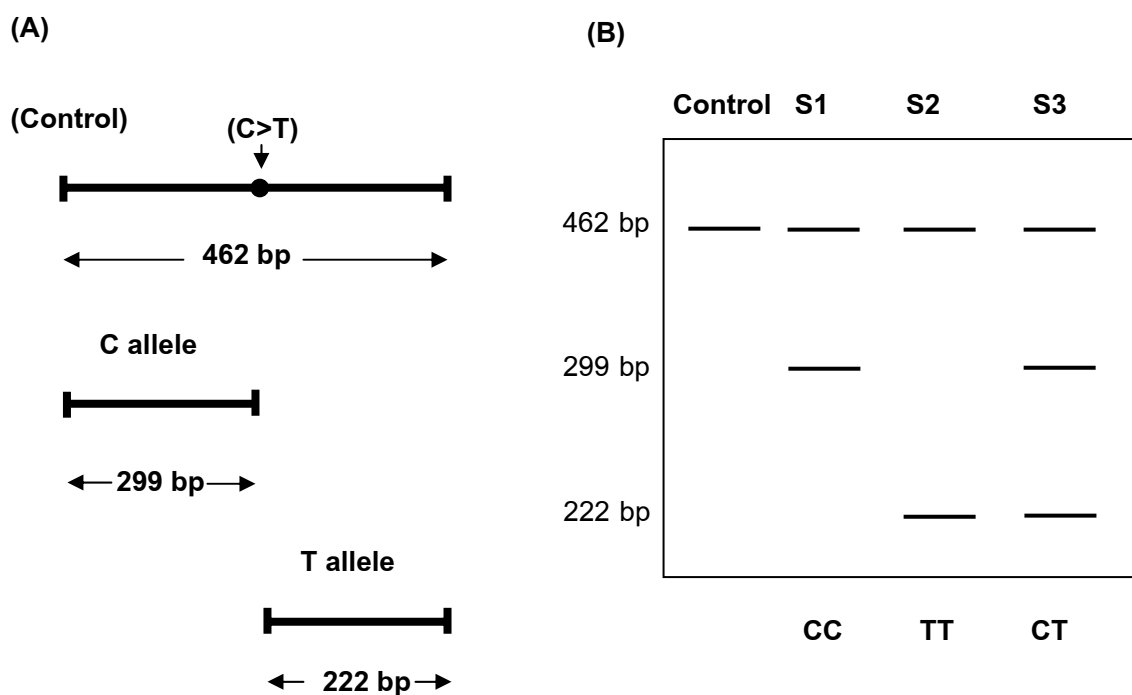 (A)
(Control)
(C>T)
462 bp
C allele
299 bp
T allele
222 bp
(B)
Control S1 S2 S3
462 bp
299 bp
222 bp
CC TT CT